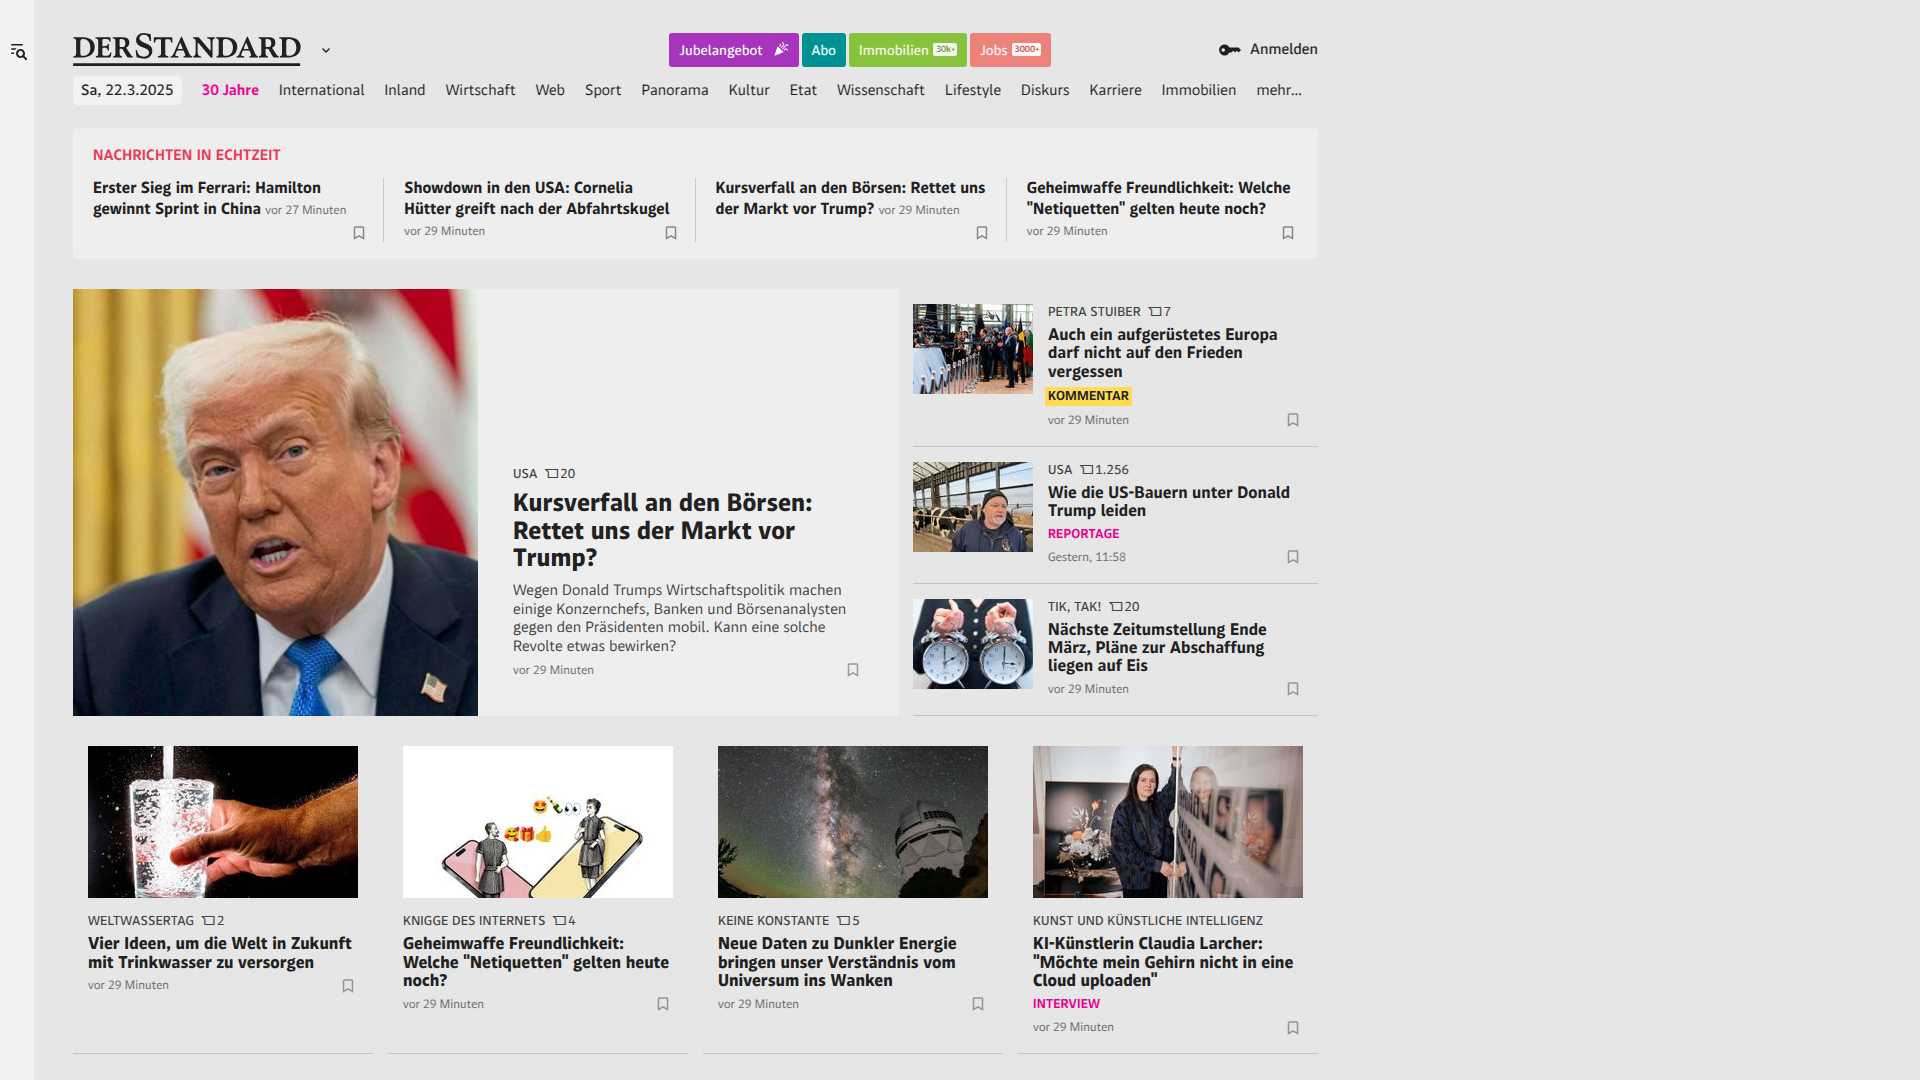 DERSTANDARD
Jubelangebot
Abo
Immobilien 30k+
Jobs 3000+
Anmelden
Sa, 22.3.2025
30 Jahre
International
Inland
Wirtschaft
Web
Sport
Panorama
Kultur
Etat
Wissenschaft
Lifestyle
Diskurs
Karriere
Immobilien
mehr...
NACHRICHTEN IN ECHTZEIT
Erster Sieg im Ferrari: Hamilton
gewinnt Sprint in China vor 27 Minuten
Showdown in den USA: Cornelia
Hütter greift nach der Abfahrtskugel
vor 29 Minuten
Kursverfall an den Börsen: Rettet uns
der Markt vor Trump? vor 29 Minuten
Geheimwaffe Freundlichkeit: Welche
"Netiquetten" gelten heute noch?
vor 29 Minuten
USA 20
Kursverfall an den Börsen:
Rettet uns der Markt vor
Trump?
Wegen Donald Trumps Wirtschaftspolitik machen
einige Konzernchefs, Banken und Börsenanalysten
gegen den Präsidenten mobil. Kann eine solche
Revolte etwas bewirken?
vor 29 Minuten
PETRA STUIBER 7
Auch ein aufgerüstetes Europa
darf nicht auf den Frieden
vergessen
KOMMENTAR
vor 29 Minuten
USA 1.256
Wie die US-Bauern unter Donald
Trump leiden
REPORTAGE
Gestern, 11:58
TIK, TAK! 20
Nächste Zeitumstellung Ende
März, Pläne zur Abschaffung
liegen auf Eis
vor 29 Minuten
WELTWASSERTAG 2
Vier Ideen, um die Welt in Zukunft
mit Trinkwasser zu versorgen
vor 29 Minuten
KNIGGE DES INTERNETS 4
Geheimwaffe Freundlichkeit:
Welche "Netiquetten" gelten heute
noch?
vor 29 Minuten
KEINE KONSTANTE 5
Neue Daten zu Dunkler Energie
bringen unser Verständnis vom
Universum ins Wanken
vor 29 Minuten
KUNST UND KÜNSTLICHE INTELLIGENZ
KI-Künstlerin Claudia Larcher:
"Möchte mein Gehirn nicht in eine
Cloud uploaden"
INTERVIEW
vor 29 Minuten